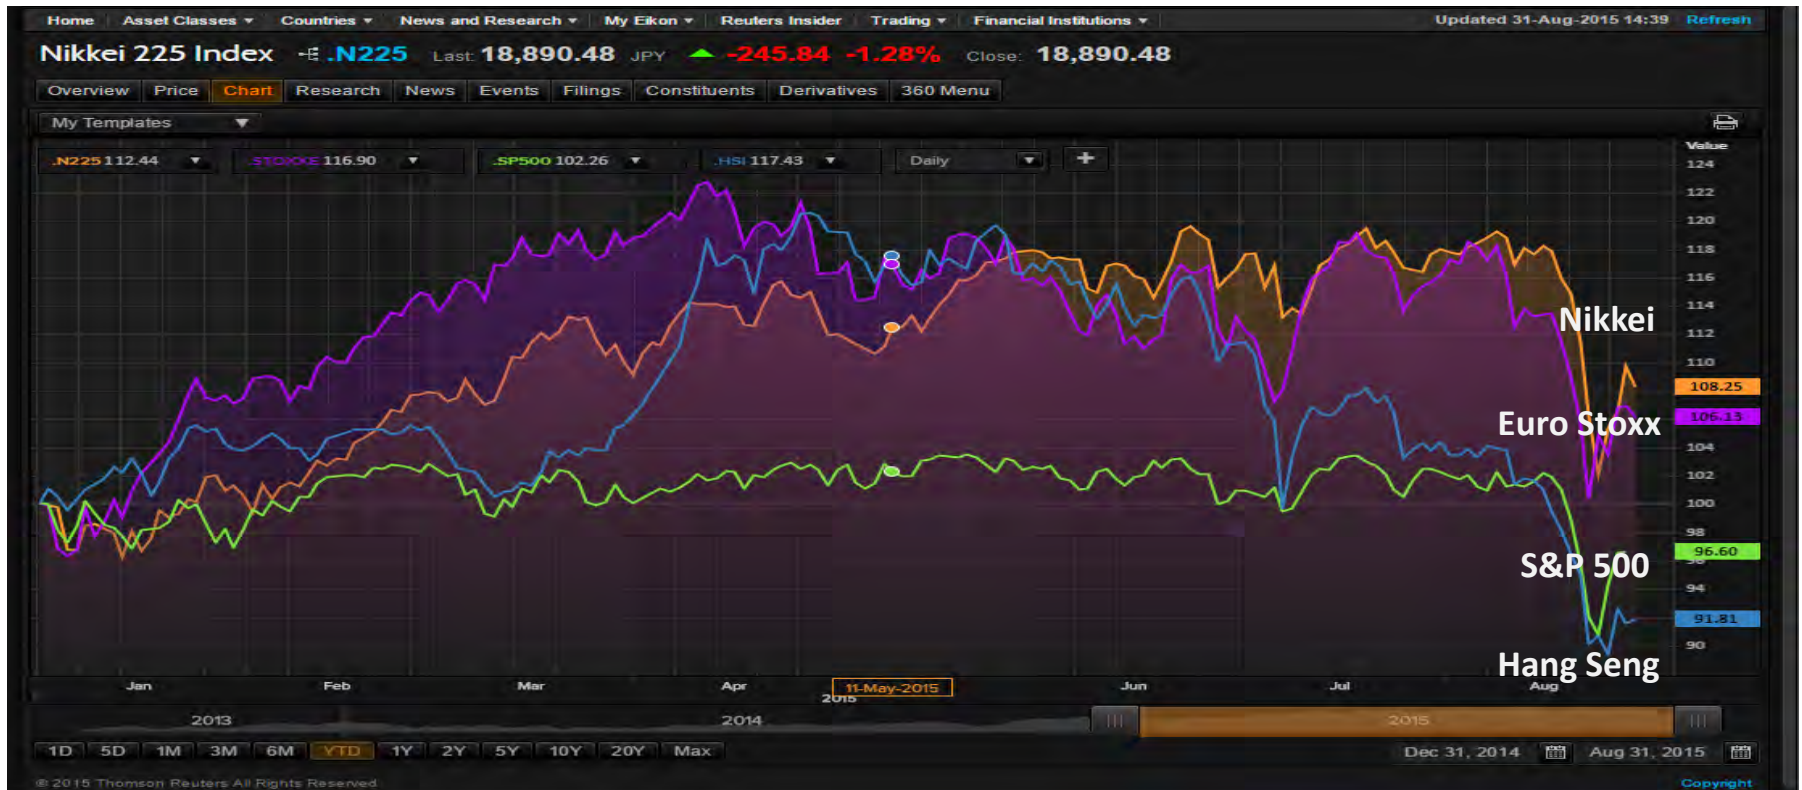 Home Asset Classes Countries News and Research My Eikon Reuters Insider Trading Financial Institutions Updated 31-Aug-2015 14:39 Refresh
Nikkei 225 Index .N225 Last: 18,890.48 JPY -245.84 -1.28% Close: 18,890.48
Overview Price Chart Research News Events Filings Constituents Derivatives 360 Menu
My Templates
Value
.N225 112.44 .STOXXE 116.90 .SP500 102.26 .HSI 117.43 Daily +
124
122
120
118
116
114
Nikkei
112
110
108.25
106.13
Euro Stoxx
104
102
100
98
96.60
96
S&P 500
94
91.81
90
Hang Seng
Jan Feb Mar Apr 11-May-2015 Jun Jul Aug
2015
2013 2014 2015
1D 5D 1M 3M 6M YTD 1Y 2Y 5Y 10Y 20Y Max Dec 31, 2014 Aug 31, 2015
© 2015 Thomson Reuters All Rights Reserved Copyright